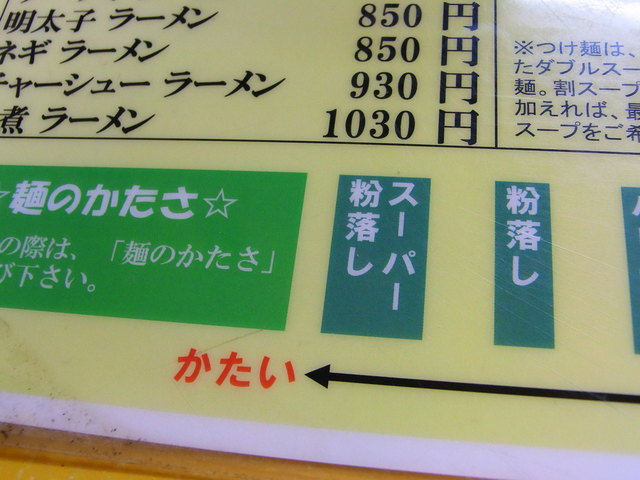 明太子 ラーメン 850 円
ネギ ラーメン 850 円
チャーシュー ラーメン 930 円
煮 ラーメン 1030 円
※つけ麺は、
たダブルスー
麺。割スープ
加えれば、最
スープをご希
☆麺のかたさ☆
の際は、「麺のかたさ」
び下さい。
スーパー
粉落し
粉落し
かたい